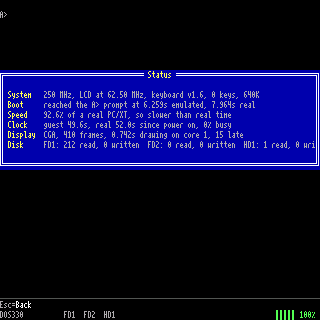 A>
Status
System 250 MHz, LCD at 62.50 MHz, keyboard v1.6, 0 keys, 640K
Boot reached the A> prompt at 6.259s emulated, 7.964s real
Speed 92.6% of a real PC/XT, so slower than real time
Clock guest 49.6s, real 52.0s since power on, 0% busy
Display CGA, 410 frames, 0.742ms drawing on core 1, 15 late
Disk FD1: 212 read, 0 written FD2: 0 read, 0 written HD1: 1 read, 0 wri
Esc=Back
DOS330 FD1 FD2 HD1 100%